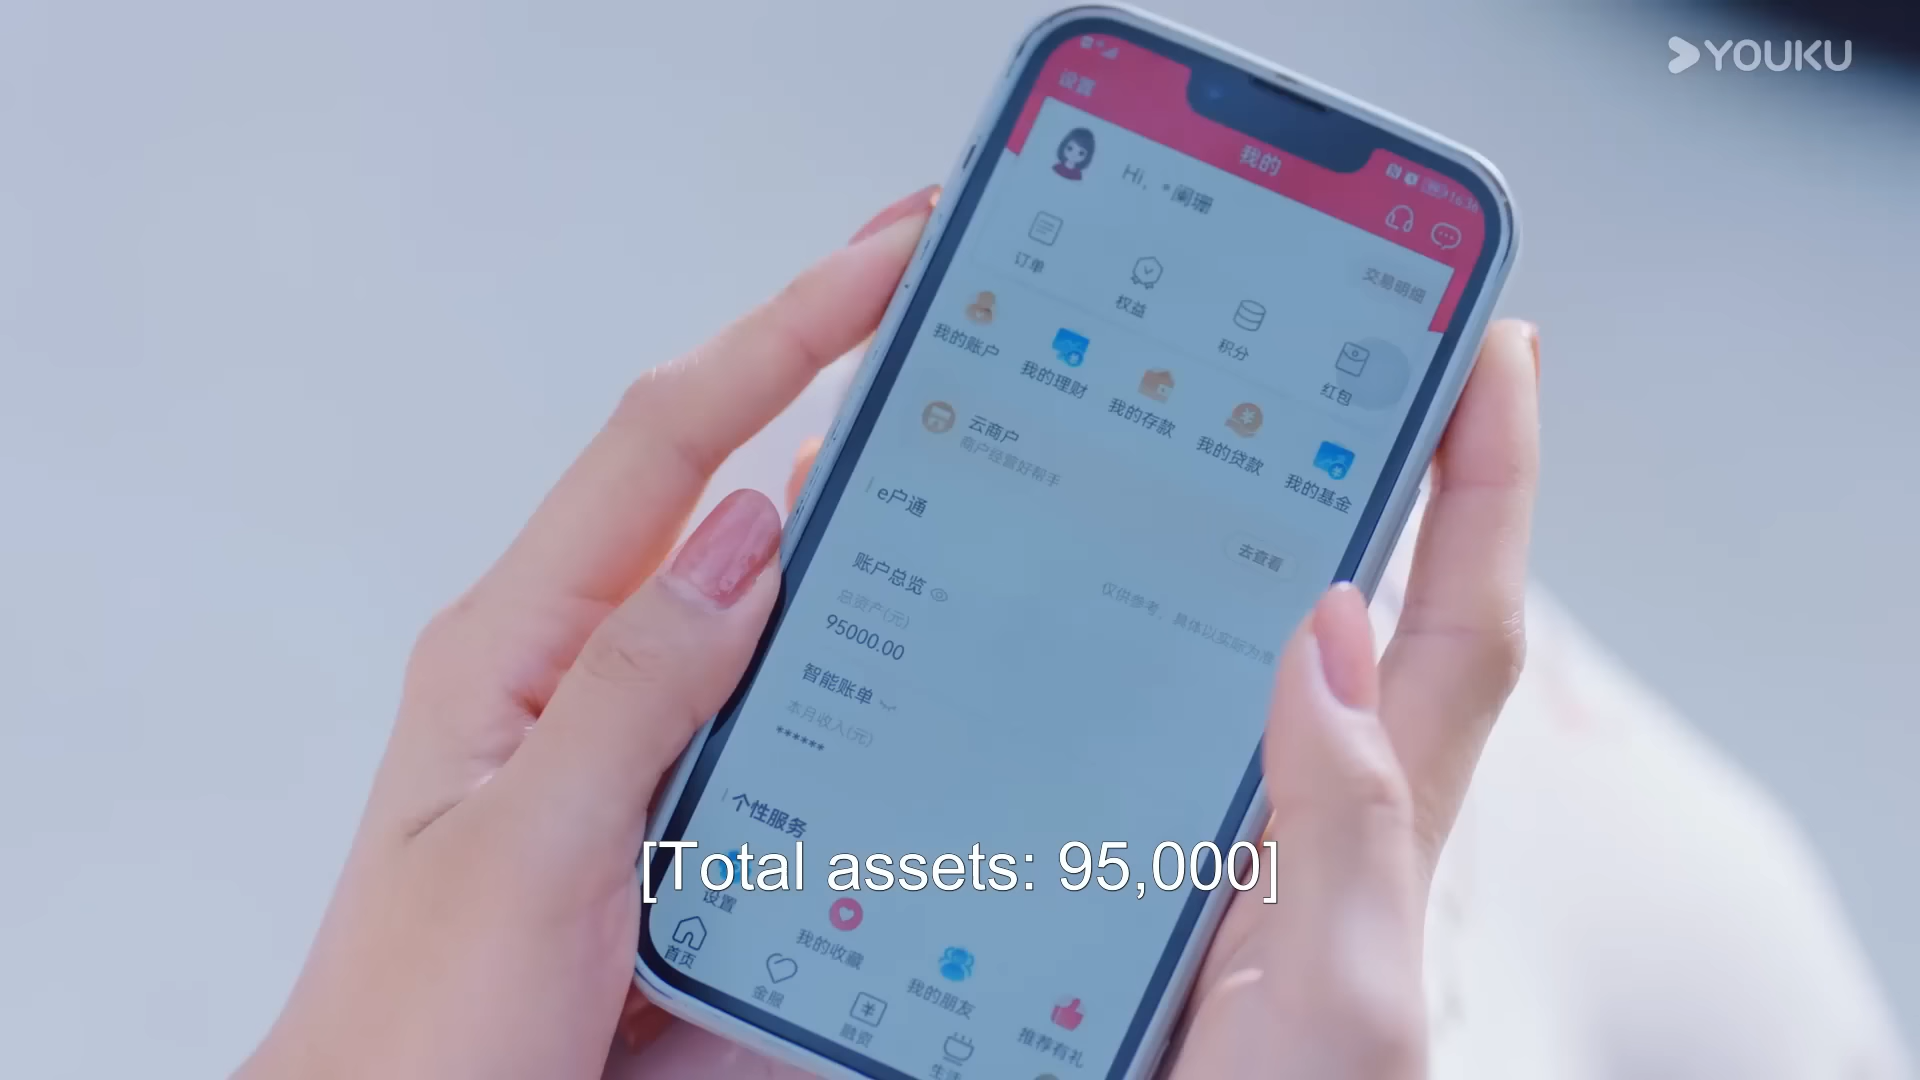 YOUKU
设置
我的
16:36
Hi, *阑珊
交易明细
订单
权益
积分
红包
我的账户
我的理财
我的存款
我的贷款
我的基金
云商户
商户经营好帮手
去查看
e户通
账户总览
仅供参考，具体以实际为准
总资产(元)
95000.00
智能账单
本月收入(元)
******
个性服务
[Total assets: 95,000]
设置
我的收藏
我的朋友
推荐有礼
首页
金服
融资
生活